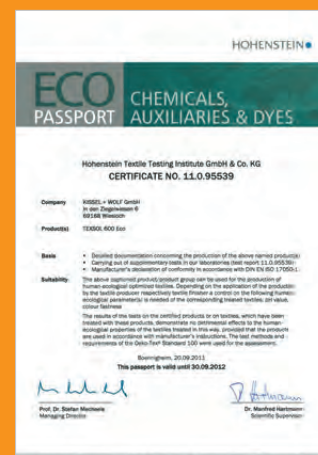 HOHENSTEIN
ECO
PASSPORT
CHEMICALS,
AUXILIARIES & DYES
Hohenstein Textile Testing Institute GmbH & Co. KG
CERTIFICATE NO. 11.0.95539
Company KISSEL + WOLF GmbH
In den Ziegelwiesen 6
69168 Wiesloch
Product(s) TEXSOL 600 Eco
Basis • Detailed documentation concerning the production of the above named product(s)
• Carrying out of supplementary tests in our laboratories (test report 11.0.95539)
• Manufacturer's declaration of conformity in accordance with DIN EN ISO 17050-1
Suitability The above mentioned product/product group can be used for the production of
human-ecological optimized textiles. Depending on the application of the production
by the textile producer respectively textile finisher a control on the following human-
ecological parameter(s) is needed of the corresponding treated textiles: pH value,
colour fastness
The results of the tests on the certified products or on textiles, which have been
treated with these products, demonstrate no detrimental effects to the human-
ecological properties of the textiles treated in this way, provided that the products
are used in accordance with manufacturer's instructions. The test methods and
requirements of the Oeko-Tex® Standard 100 were used for the assessment.
Boennigheim, 20.09.2011
This passport is valid until 30.09.2012
Prof. Dr. Stefan Mecheels
Managing Director
Dr. Manfred Hartmann
Scientific Supervisor